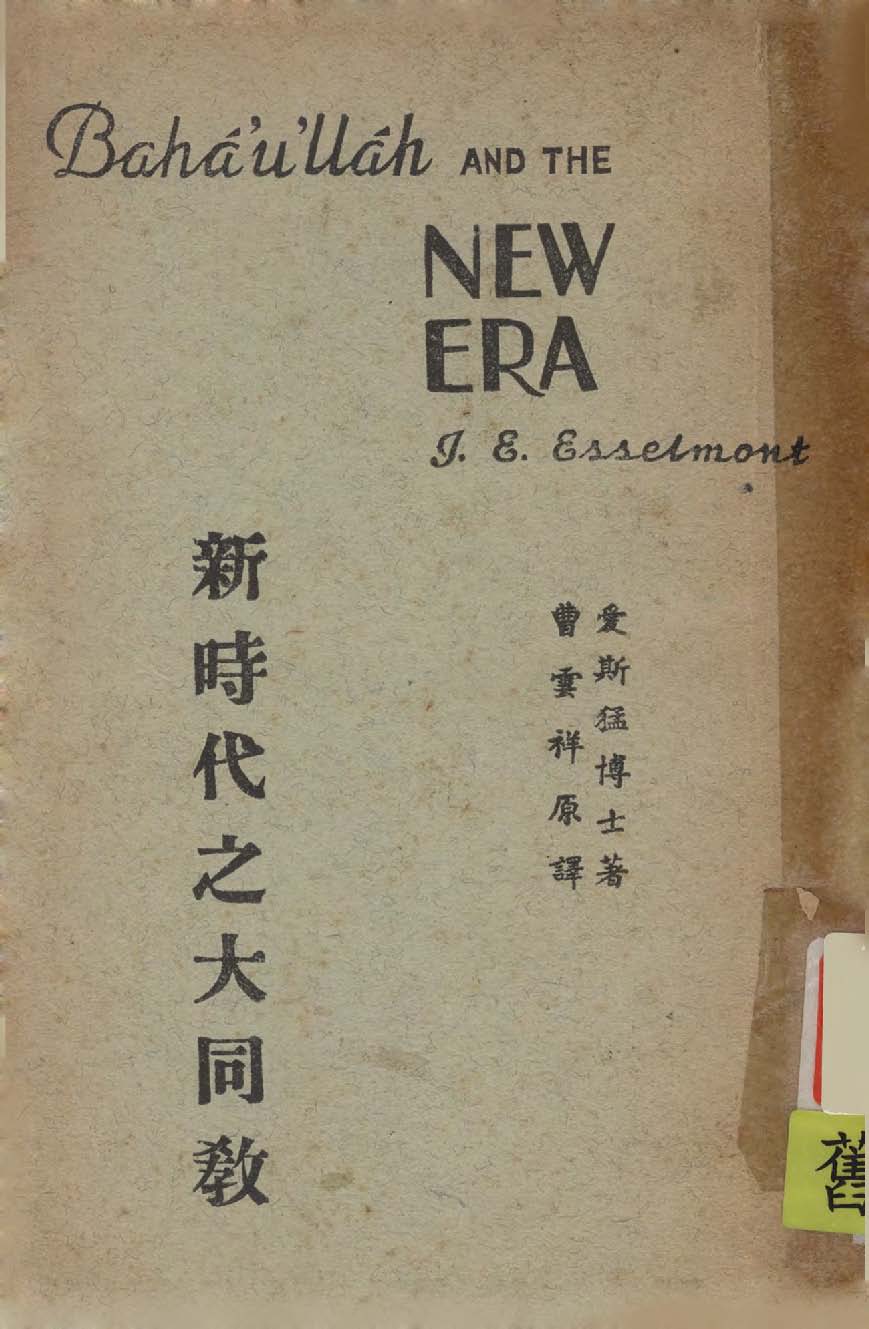 Bahá'u'lláh AND THE
NEW
ERA
J. E. Esselmont
愛斯猛博士著
曹雲祥原譯
新時代之大同教
舊